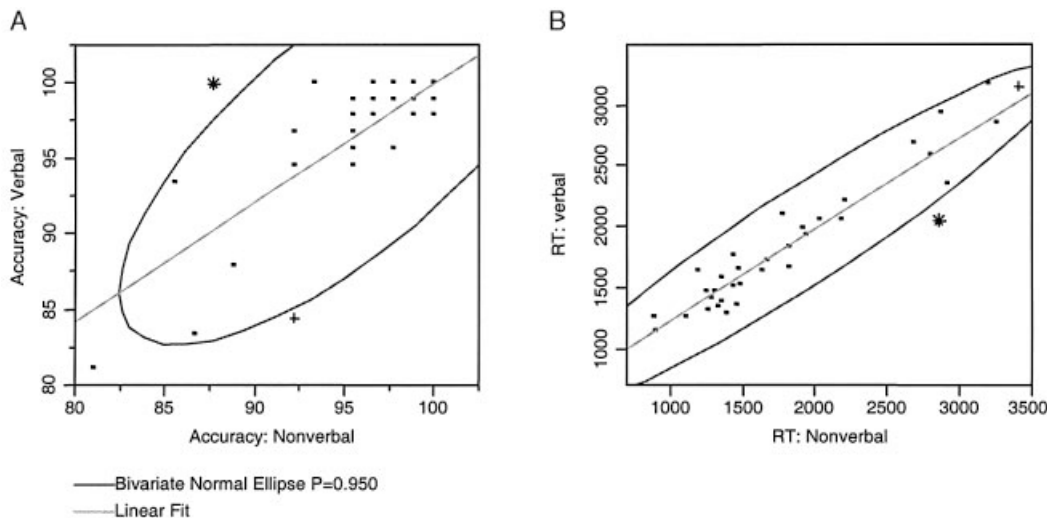 A
B
Accuracy: Verbal
100
95
90
85
80
80 85 90 95 100
Accuracy: Nonverbal
RT: verbal
3000
2500
2000
1500
1000
1000 1500 2000 2500 3000 3500
RT: Nonverbal
Bivariate Normal Ellipse P=0.950
Linear Fit